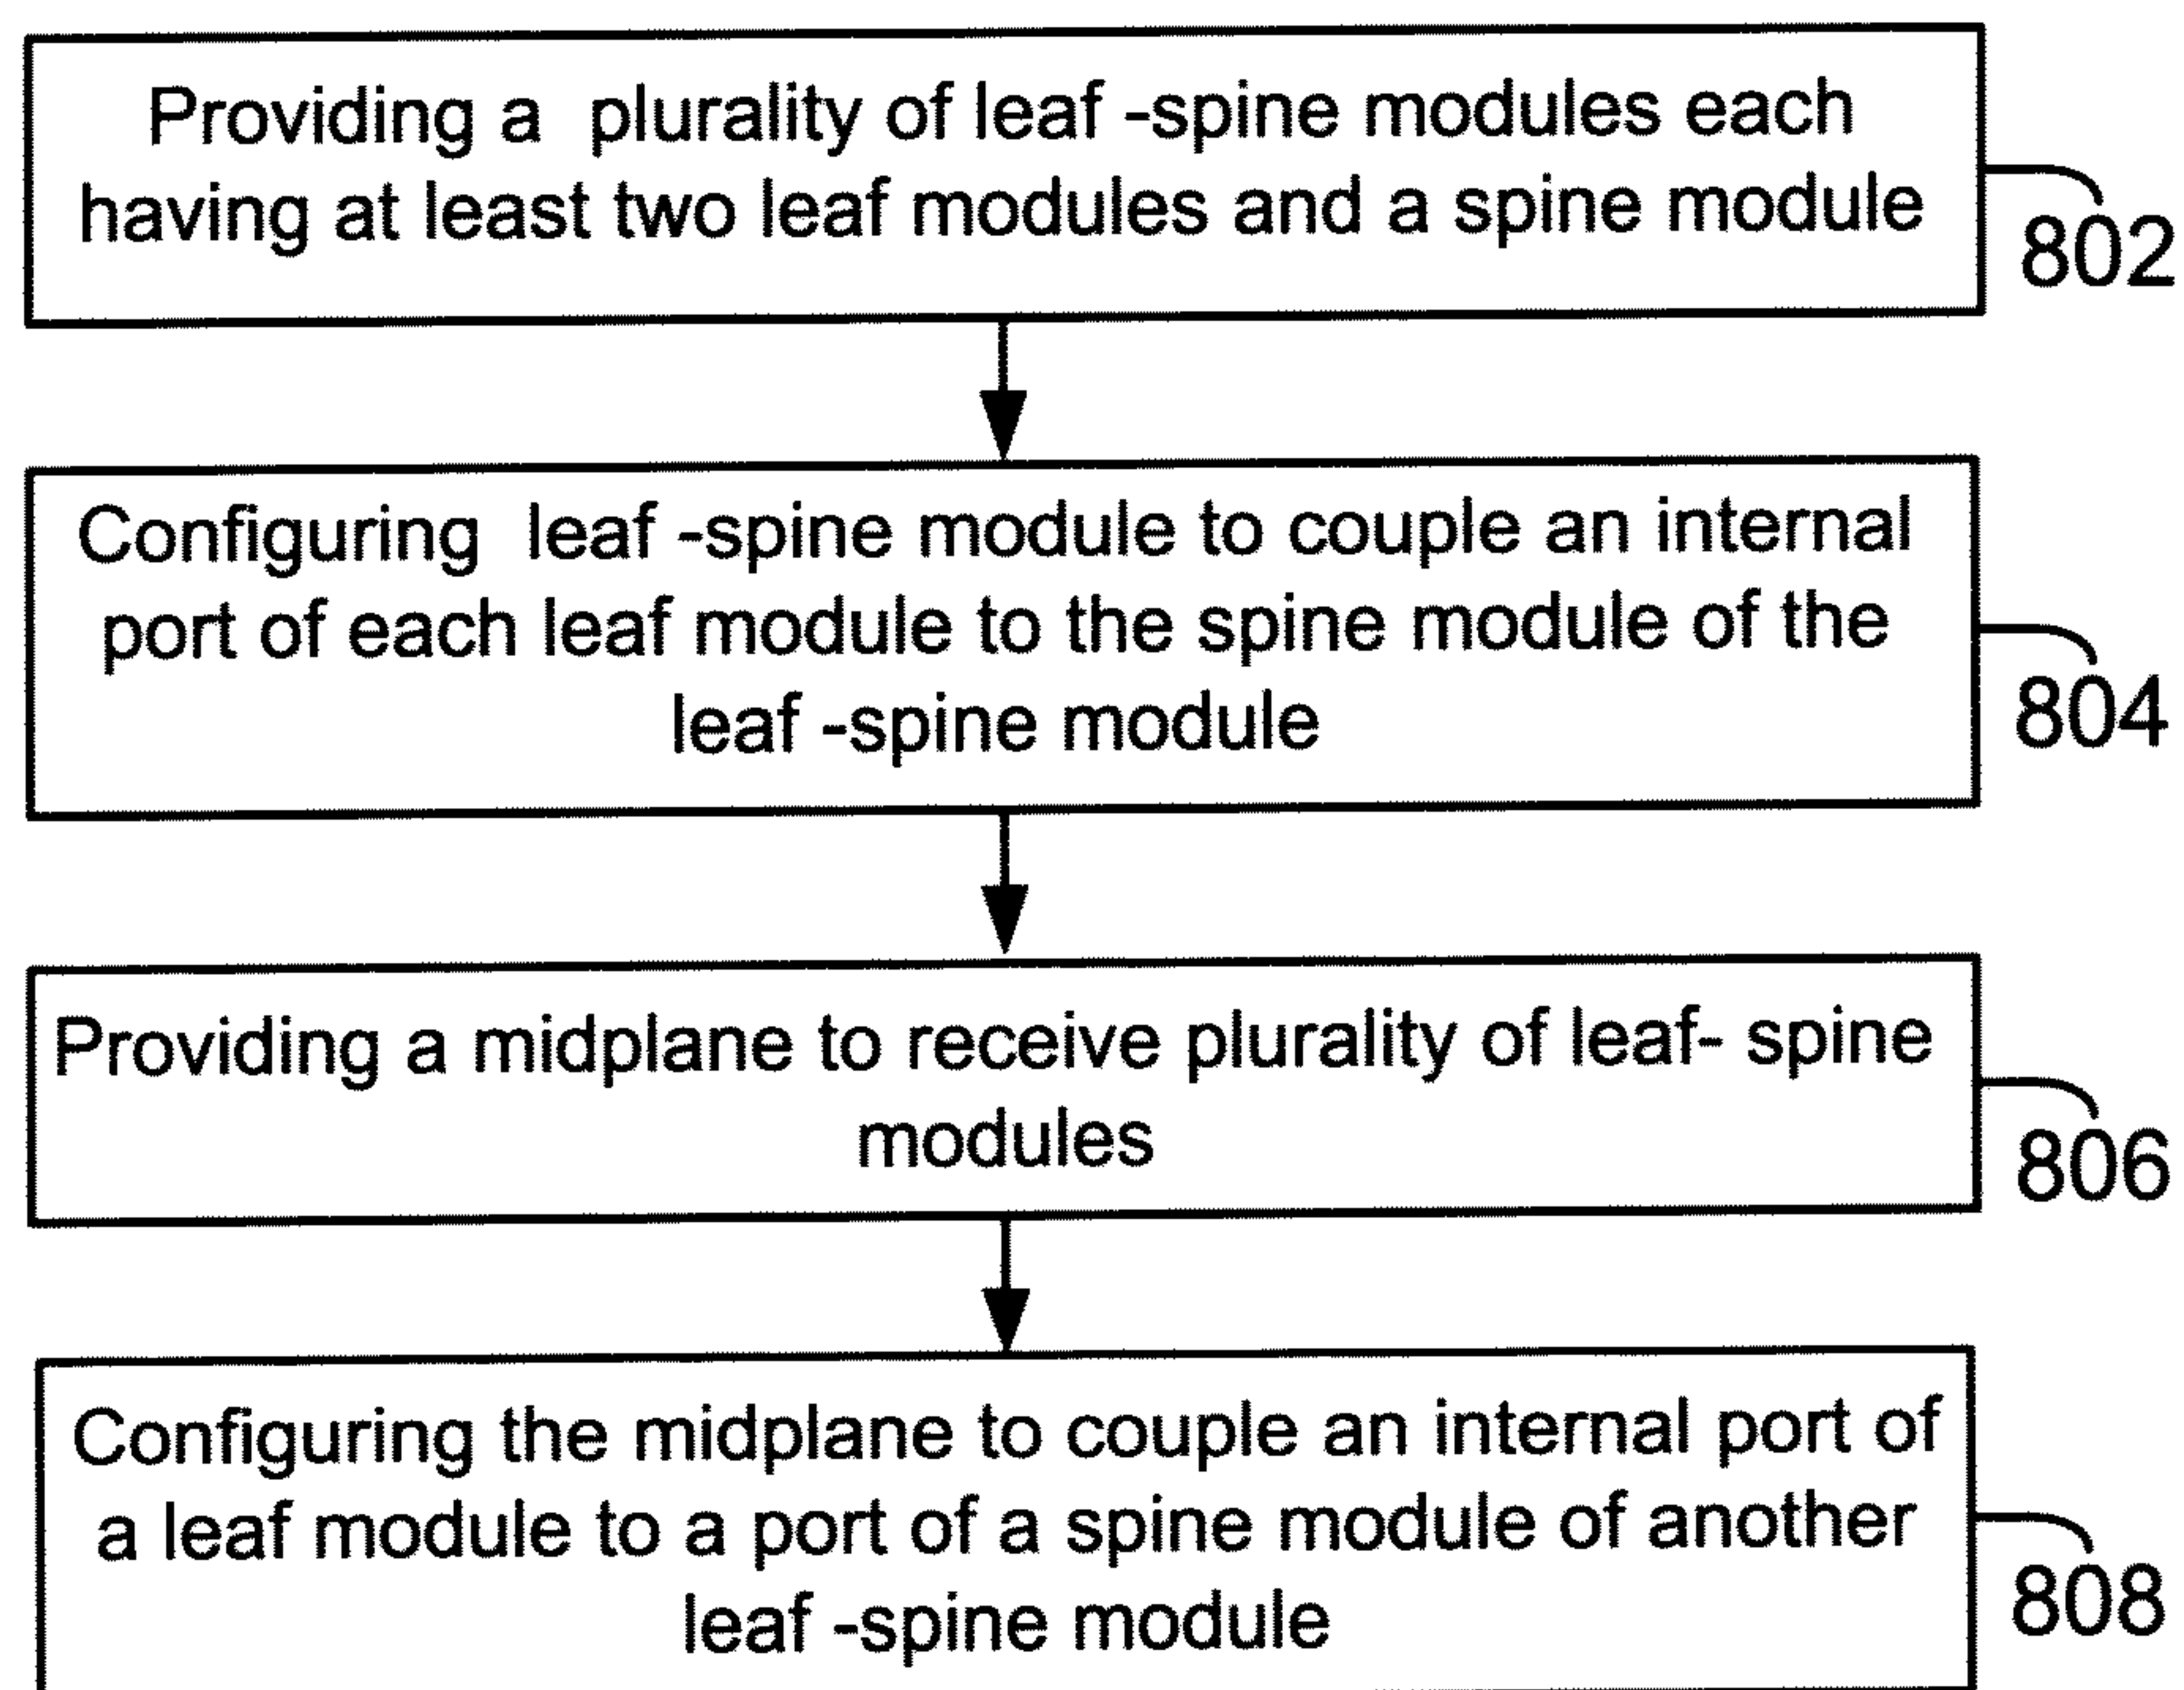 Providing a plurality of leaf -spine modules each
having at least two leaf modules and a spine module
802
Configuring leaf -spine module to couple an internal
port of each leaf module to the spine module of the
leaf -spine module
804
Providing a midplane to receive plurality of leaf- spine
modules
806
Configuring the midplane to couple an internal port of
a leaf module to a port of a spine module of another
leaf -spine module
808